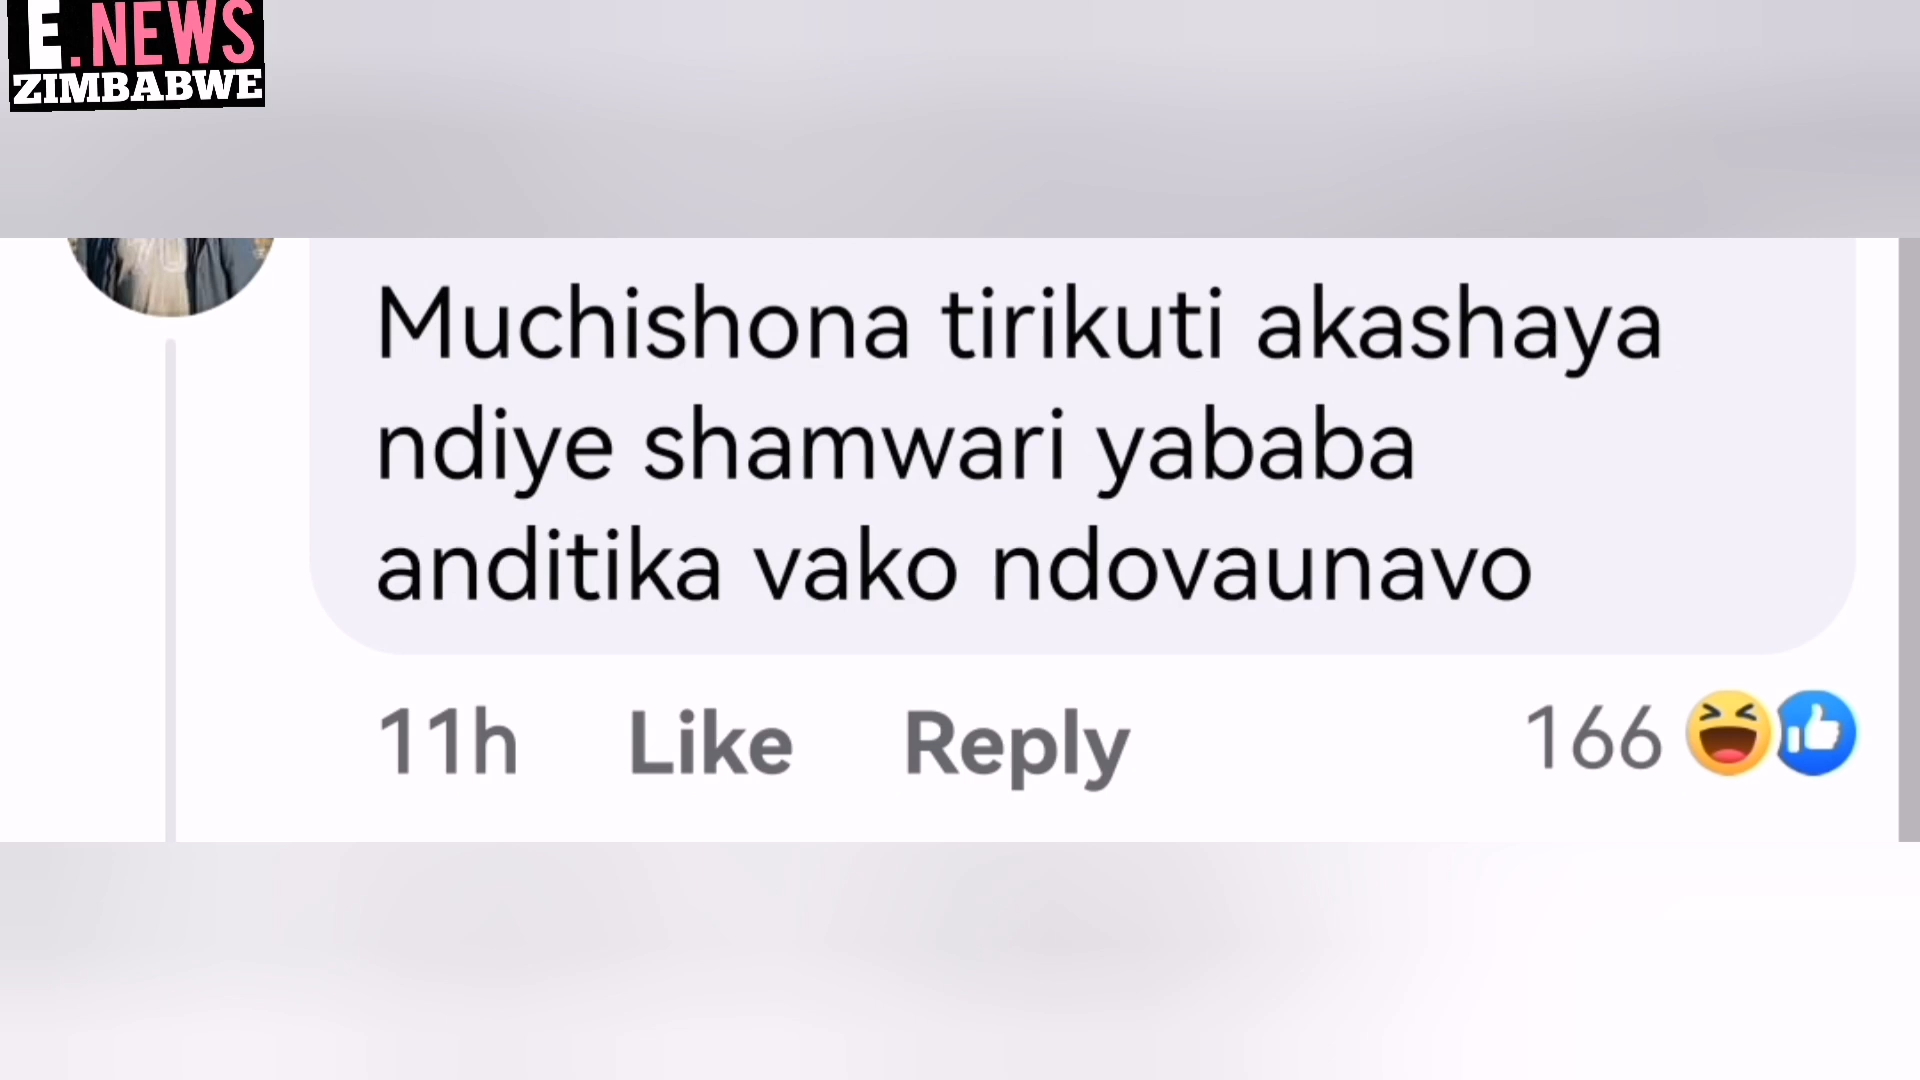 E.NEWS
ZIMBABWE
Muchishona tirikuti akashaya
ndiye shamwari yababa
anditika vako ndovaunavo
11h Like Reply 166